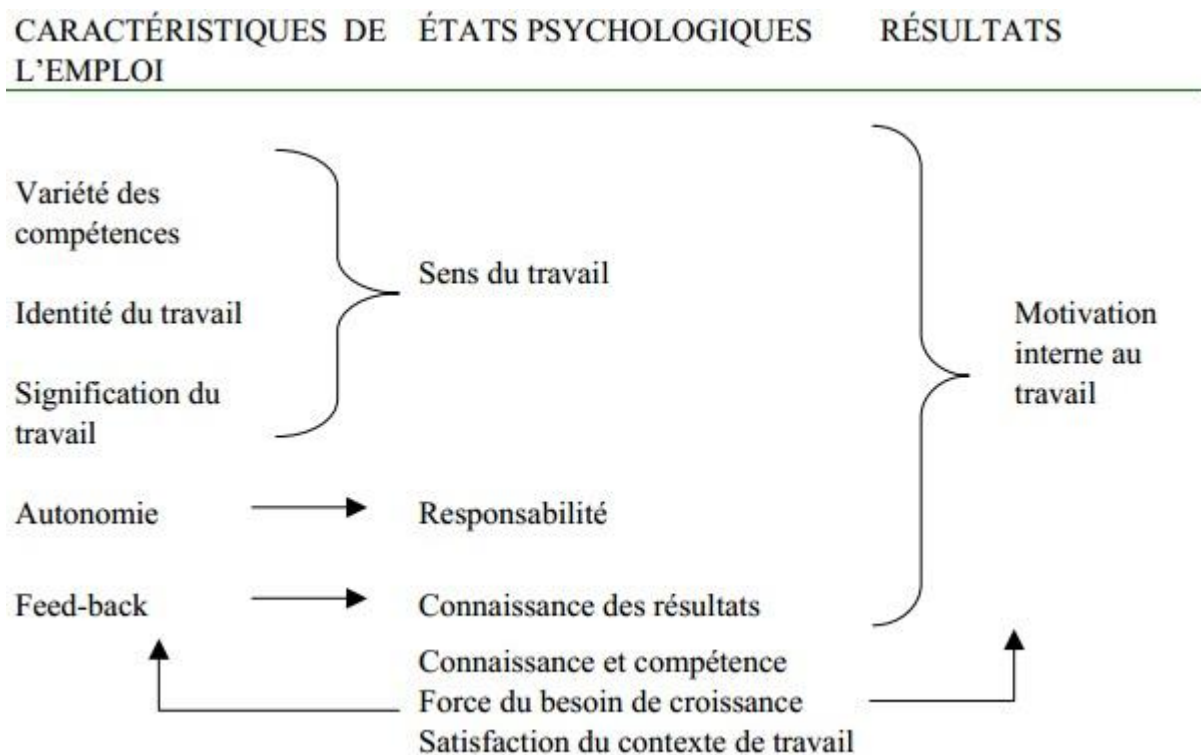 CARACTÉRISTIQUES DE L’EMPLOI
ÉTATS PSYCHOLOGIQUES
RÉSULTATS
Variété des
compétences
Identité du travail
Signification du
travail
Sens du travail
Motivation
interne au
travail
Autonomie
Responsabilité
Feed-back
Connaissance des résultats
Connaissance et compétence
Force du besoin de croissance
Satisfaction du contexte de travail